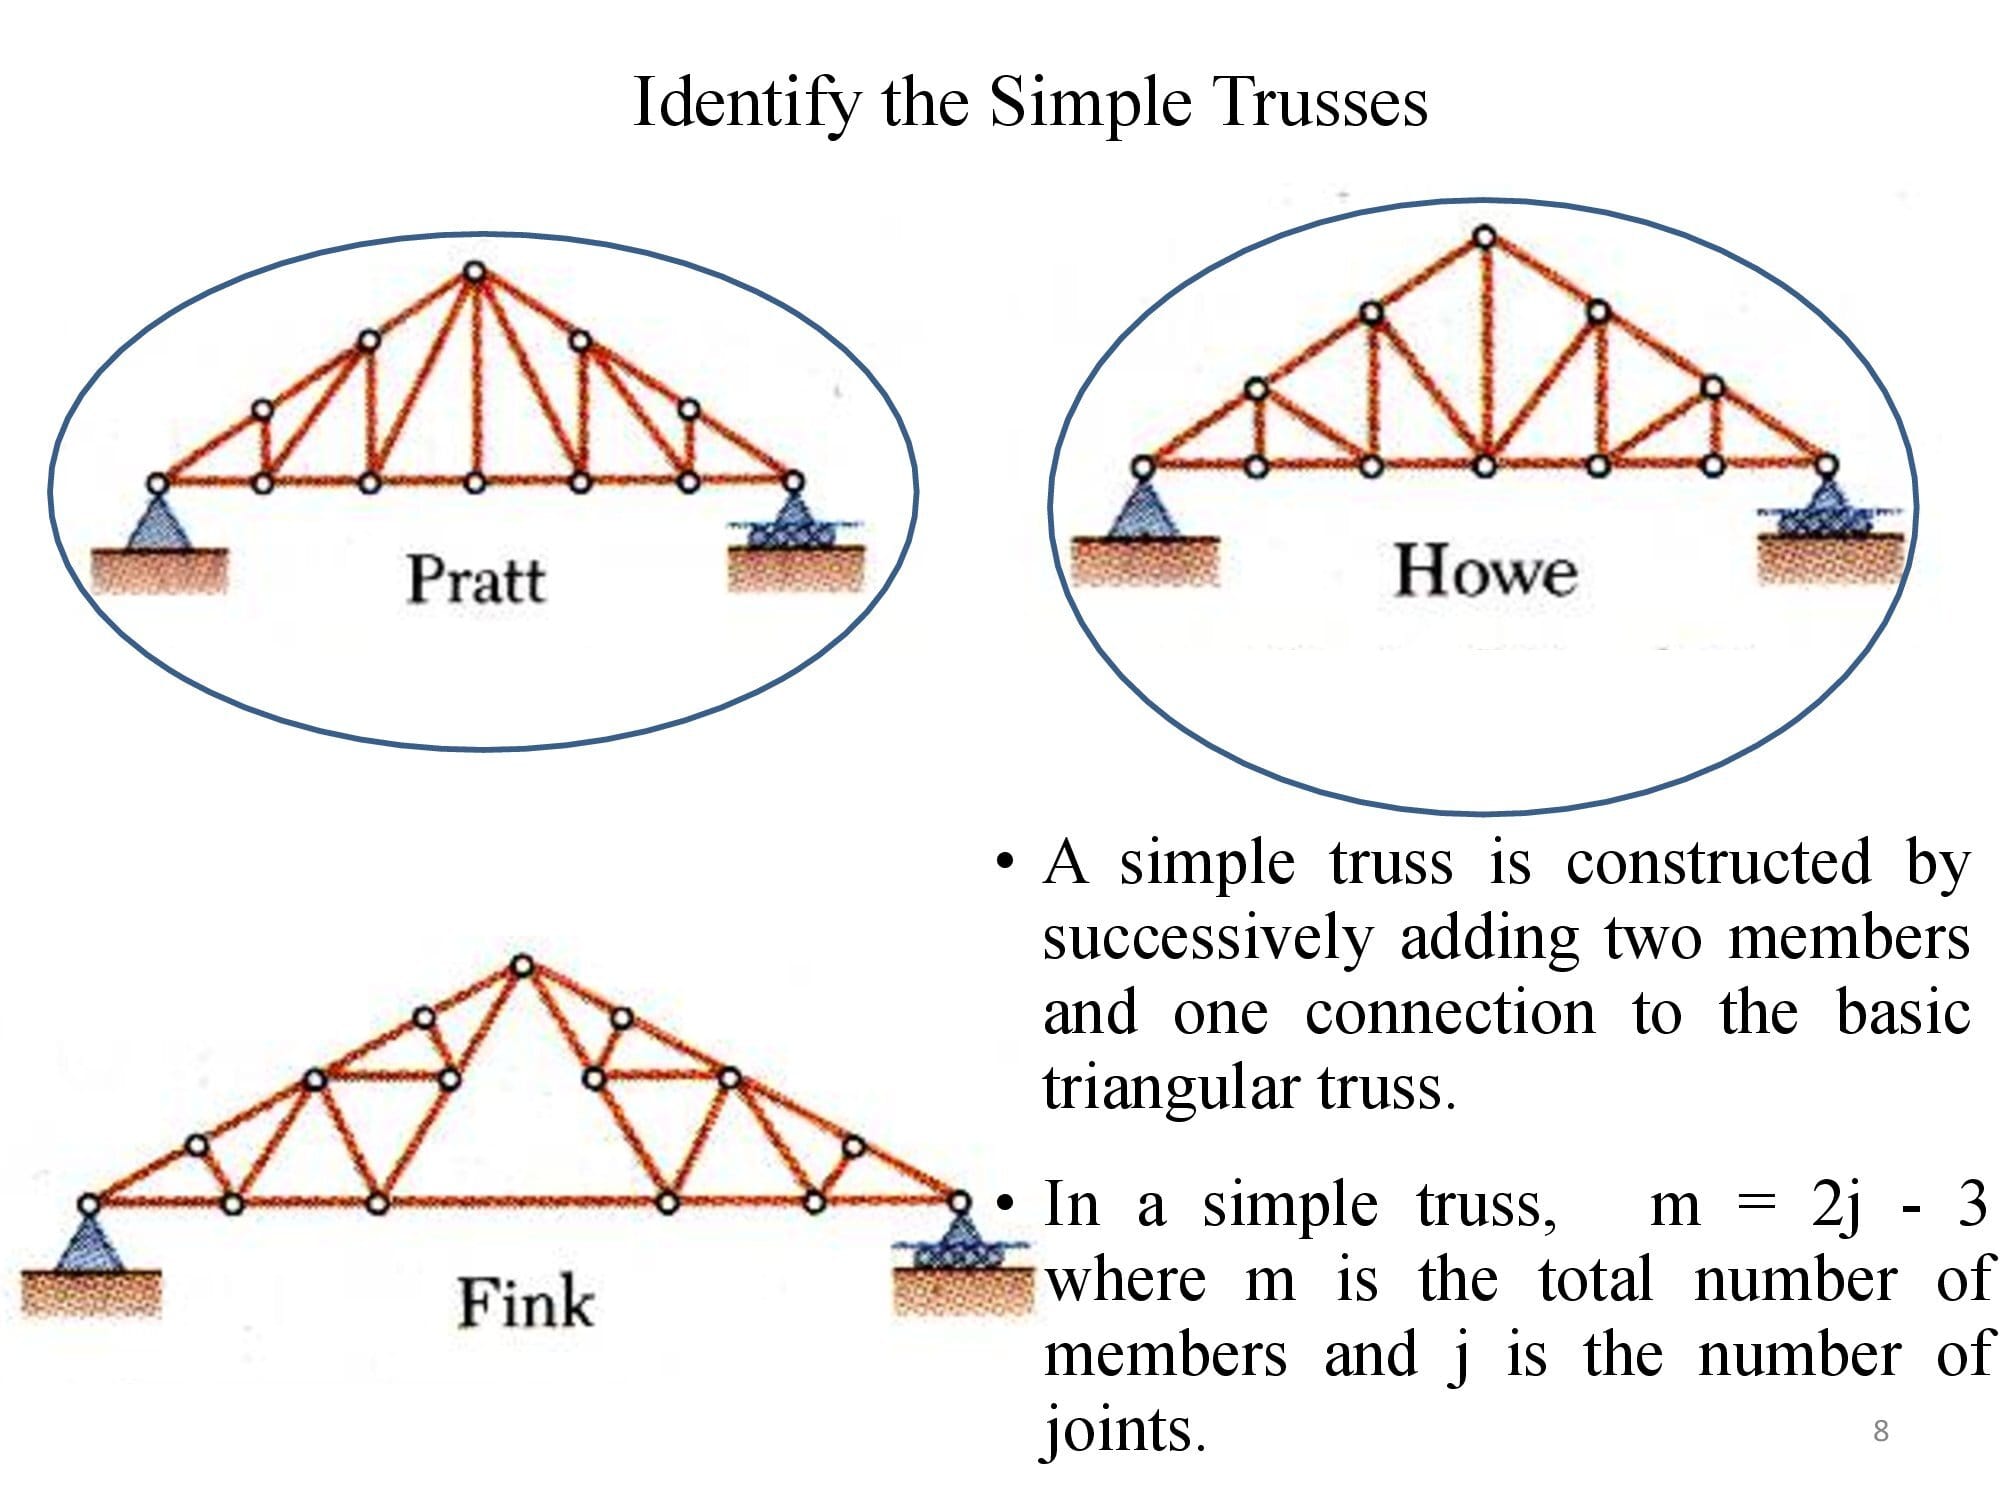 Identify the Simple Trusses
Pratt
Howe
Fink
• A simple truss is constructed by
successively adding two members
and one connection to the basic
triangular truss.
• In a simple truss, m = 2j - 3
where m is the total number of
members and j is the number of
joints.
8